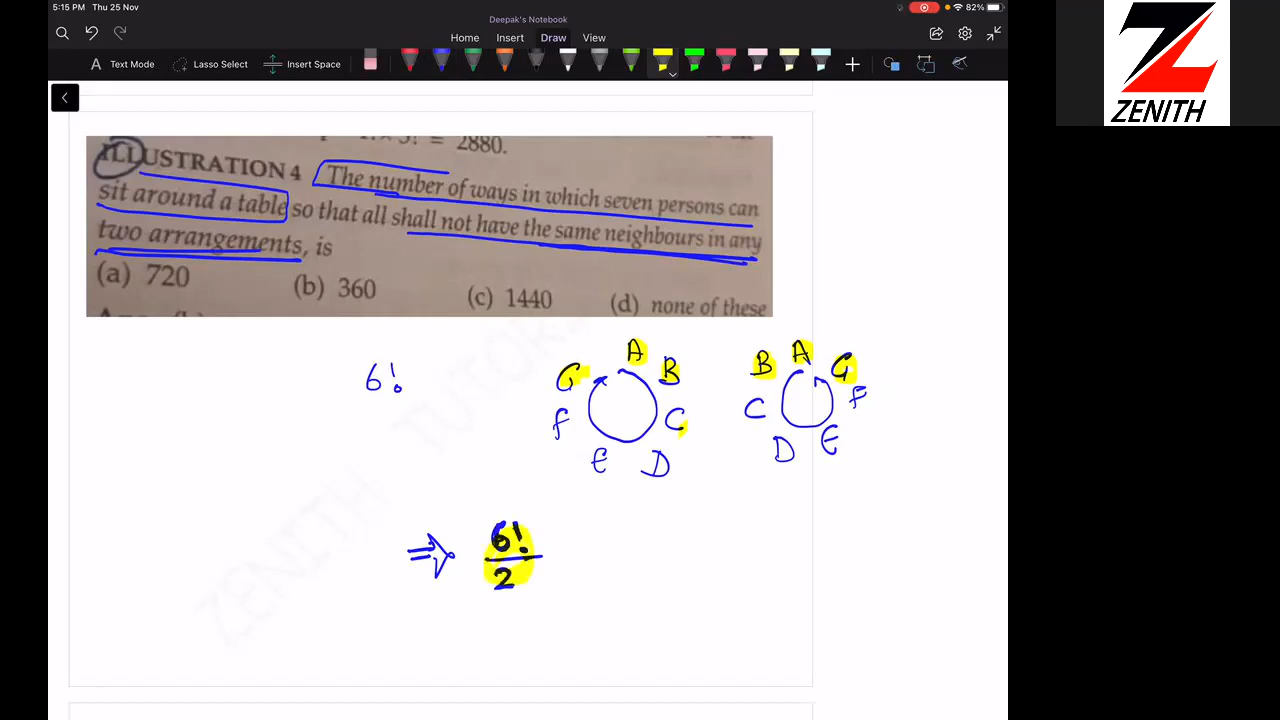 5:15 PM Thu 25 Nov
82%
Deepak's Notebook
Home Insert Draw View
Text Mode Lasso Select Insert Space
ZENITH
= 2880.
ILLUSTRATION 4 The number of ways in which seven persons can
sit around a table so that all shall not have the same neighbours in any
two arrangements, is
(a) 720 (b) 360 (c) 1440 (d) none of these
6!
A
G B
F C
E D
A
B G
C F
D E
⇒ 6!
2
ZENITH TUTOR